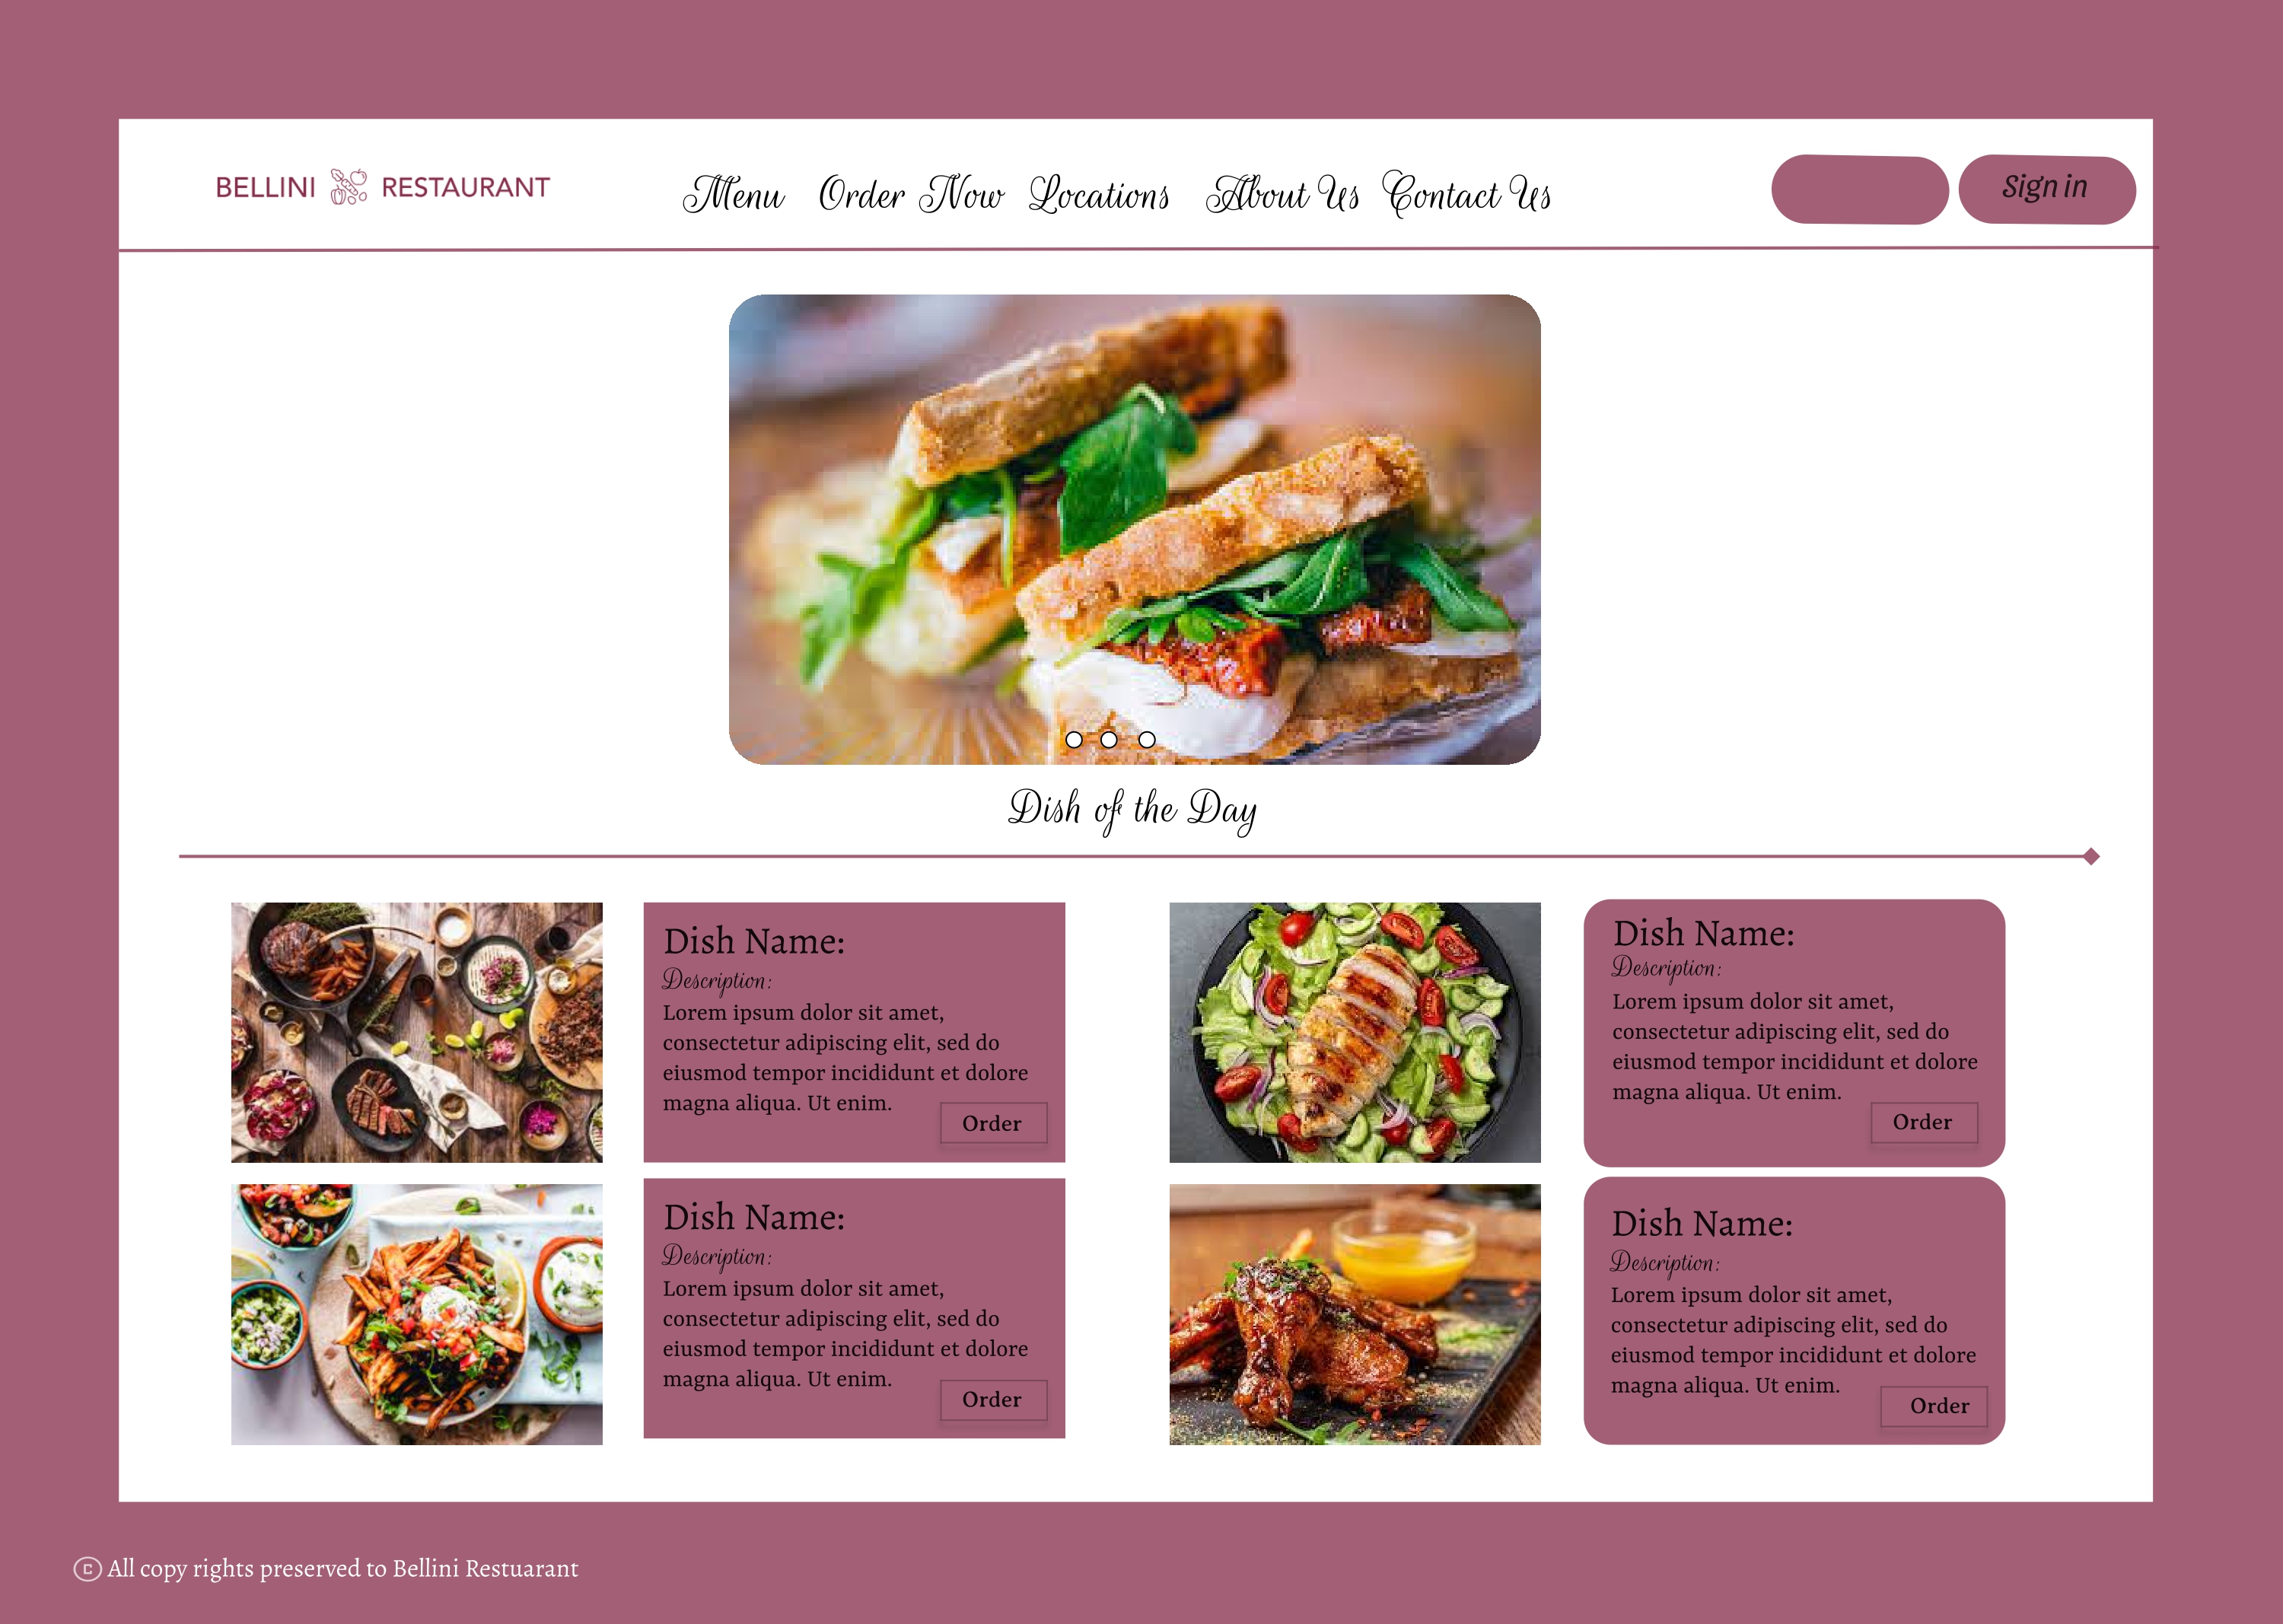 BELLINI RESTAURANT
Menu Order Now Locations About Us Contact Us
Sign in
Dish of the Day
Dish Name:
Description:
Lorem ipsum dolor sit amet,
consectetur adipiscing elit, sed do
eiusmod tempor incididunt et dolore
magna aliqua. Ut enim.
Order
Dish Name:
Description:
Lorem ipsum dolor sit amet,
consectetur adipiscing elit, sed do
eiusmod tempor incididunt et dolore
magna aliqua. Ut enim.
Order
Dish Name:
Description:
Lorem ipsum dolor sit amet,
consectetur adipiscing elit, sed do
eiusmod tempor incididunt et dolore
magna aliqua. Ut enim.
Order
Dish Name:
Description:
Lorem ipsum dolor sit amet,
consectetur adipiscing elit, sed do
eiusmod tempor incididunt et dolore
magna aliqua. Ut enim.
Order
© All copy rights preserved to Bellini Restuarant